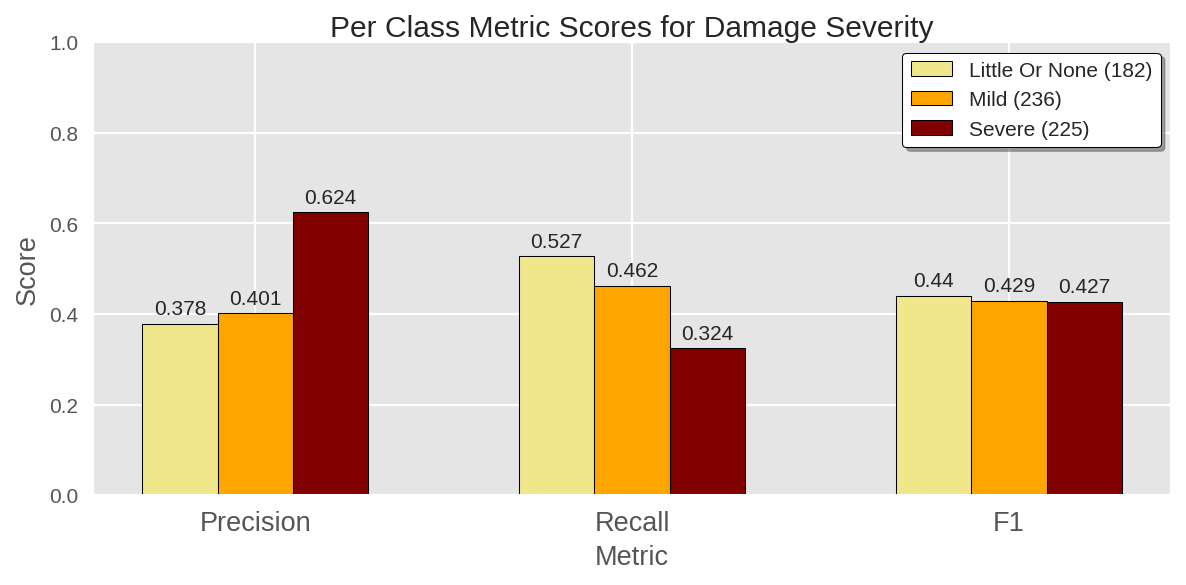 Per Class Metric Scores for Damage Severity
1.0
0.8
0.6
0.4
0.2
0.0
Score
Little Or None (182)
Mild (236)
Severe (225)
0.378
0.401
0.624
0.527
0.462
0.324
0.44
0.429
0.427
Precision
Recall
F1
Metric